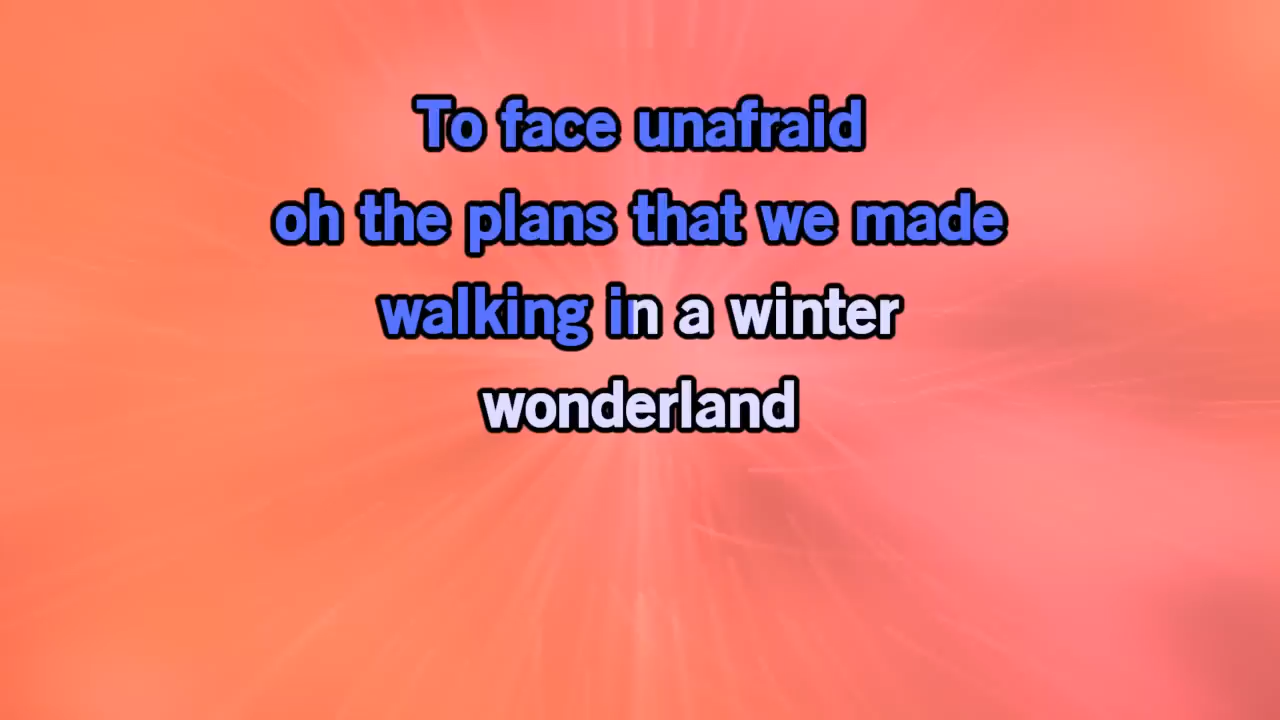 To face unafraid
oh the plans that we made
walking in a winter
wonderland